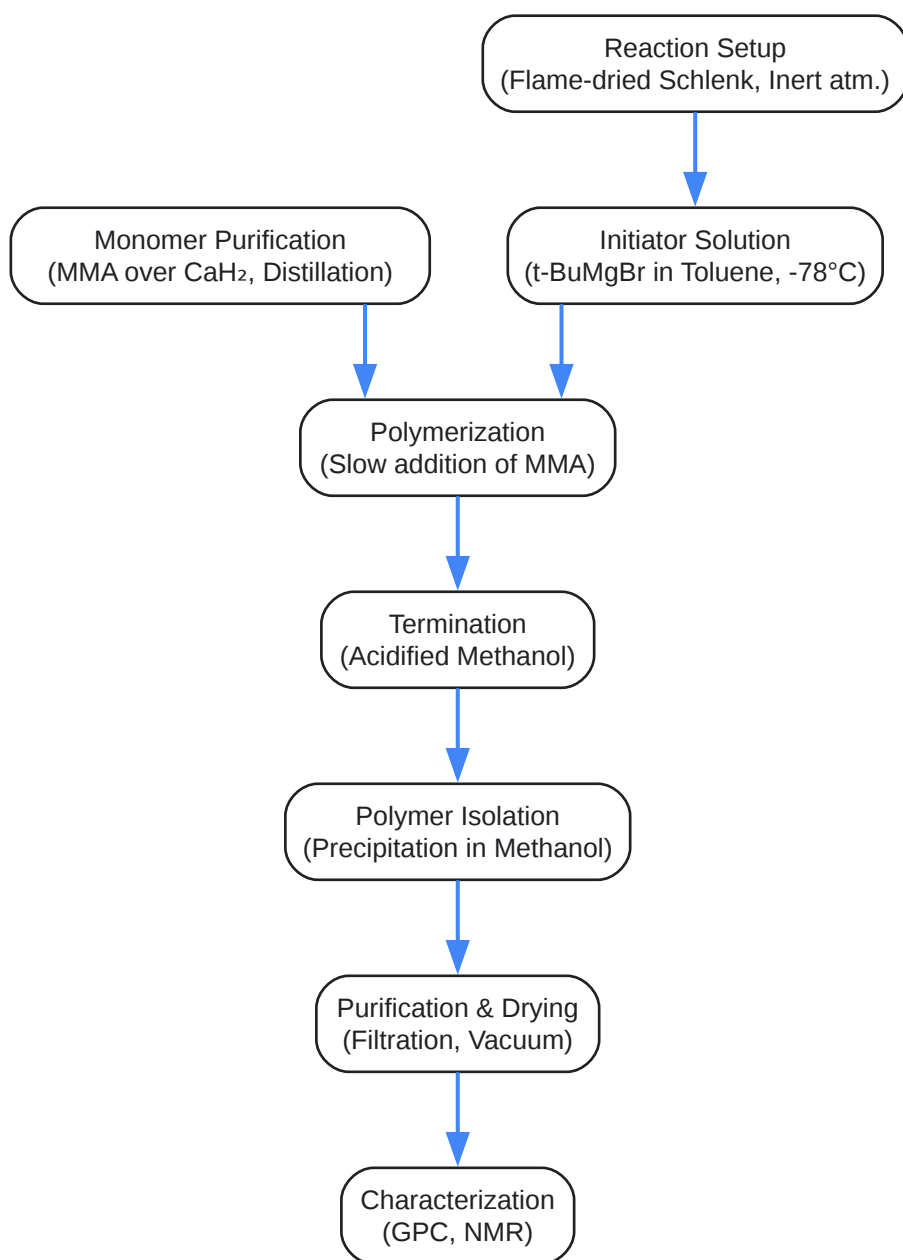 Reaction Setup
(Flame-dried Schlenk, Inert atm.)
Monomer Purification
(MMA over CaH₂, Distillation)
Initiator Solution
(t-BuMgBr in Toluene, -78°C)
Polymerization
(Slow addition of MMA)
Termination
(Acidified Methanol)
Polymer Isolation
(Precipitation in Methanol)
Purification & Drying
(Filtration, Vacuum)
Characterization
(GPC, NMR)